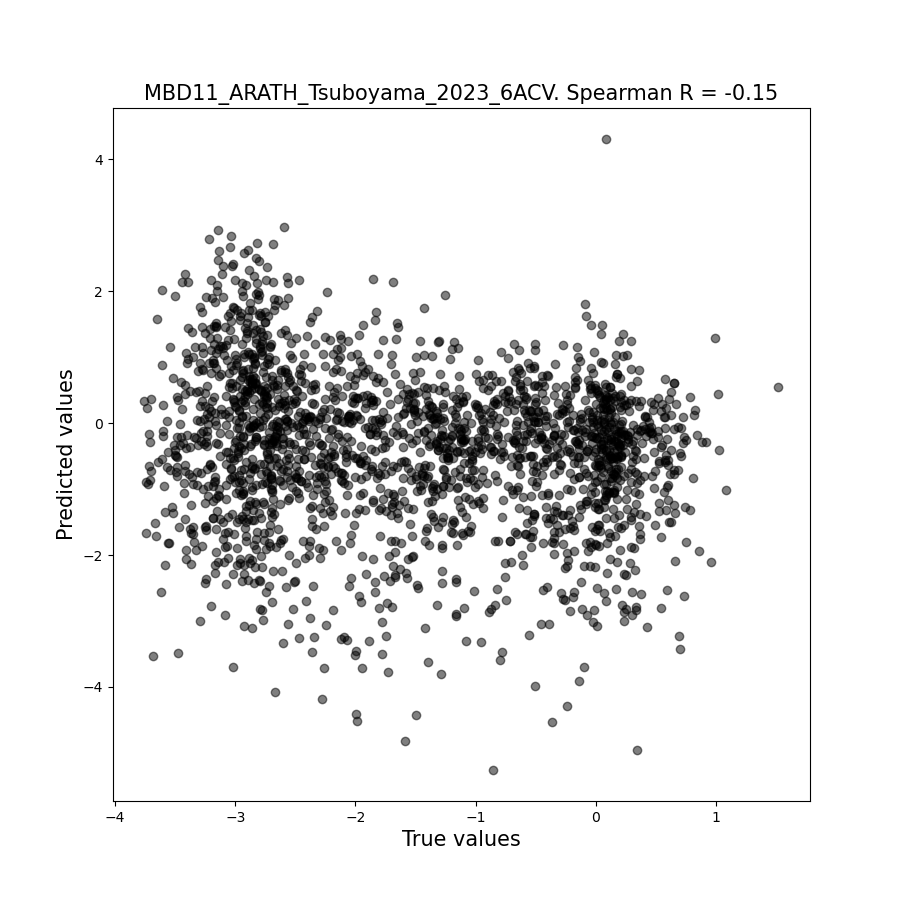 MBD11_ARATH_Tsuboyama_2023_6ACV. Spearman R = -0.15
Predicted values
4
2
0
−2
−4
−4 −3 −2 −1 0 1
True values